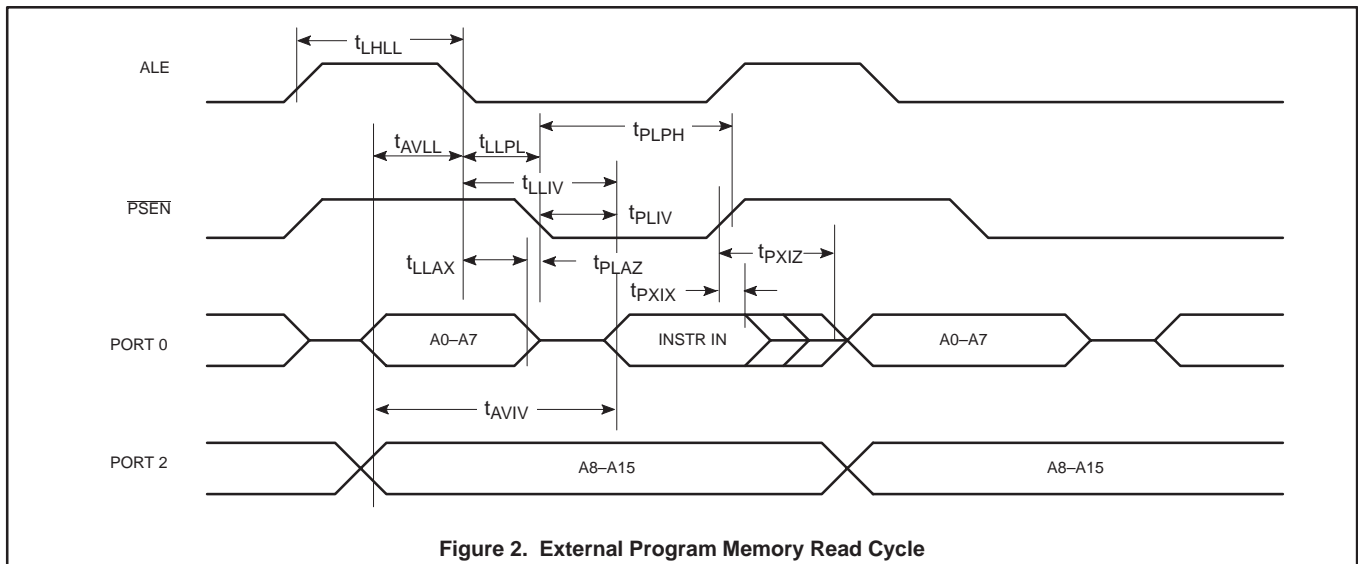 tLHLL
ALE
tPLPH
tAVLL
tLLPL
tLLIV
PSEN
tPLIV
tLLAX
tPLAZ
tPXIZ
tPXIX
PORT 0
A0–A7
INSTR IN
A0–A7
tAVIV
PORT 2
A8–A15
A8–A15
Figure 2. External Program Memory Read Cycle